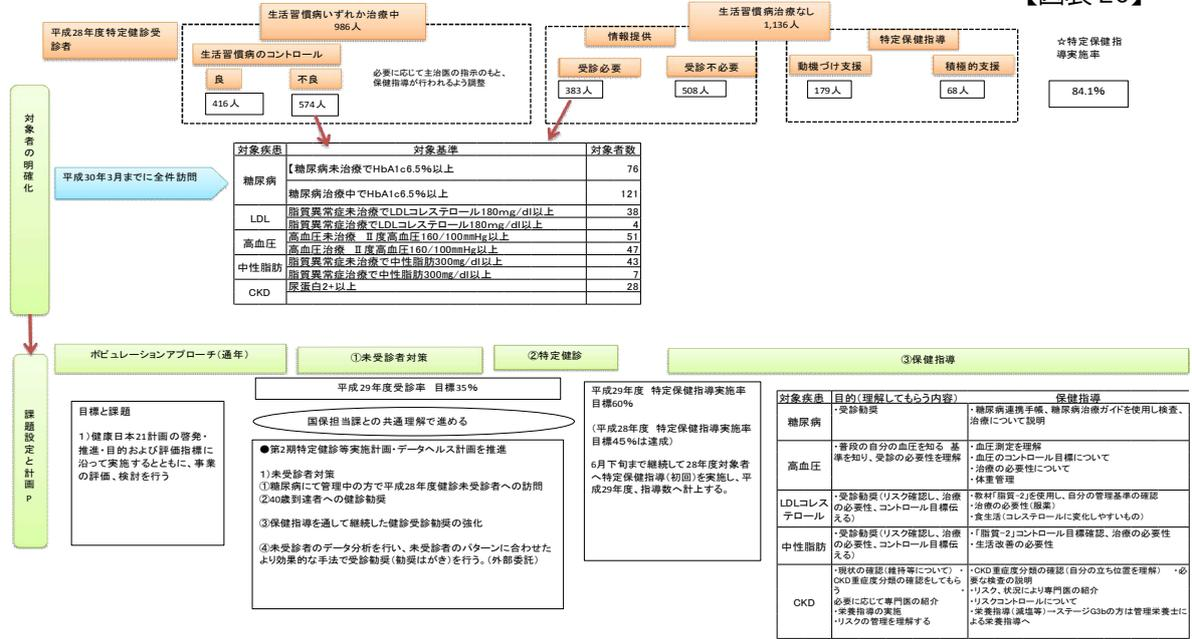 【図表26】
平成28年度特定健診受
診者
生活習慣病いずれか治療中
986人
生活習慣病のコントロール
良
不良
416人
574人
必要に応じて主治医の指示のもと、
保健指導が行われるよう調整
生活習慣病治療なし
1,136人
情報提供
受診必要
受診不必要
383人
508人
特定保健指導
動機づけ支援
積極的支援
179人
68人
☆特定保健指
導実施率
84.1%
対象者の明確化
平成30年3月までに全件訪問
対象疾患 対象基準 対象者数
糖尿病
【糖尿病未治療でHbA1c6.5%以上 76
糖尿病治療中でHbA1c6.5%以上 121
LDL
脂質異常症未治療でLDLコレステロール180mg/dl以上 38
脂質異常症治療でLDLコレステロール180mg/dl以上 4
高血圧
高血圧未治療 Ⅱ度高血圧160/100mmHg以上 51
高血圧治療 Ⅱ度高血圧160/100mmHg以上 47
中性脂肪
脂質異常症未治療で中性脂肪300mg/dl以上 43
脂質異常症治療で中性脂肪300mg/dl以上 7
CKD
尿蛋白2+以上 28
課題設定と計画 P
ポピュレーションアプローチ(通年)
①未受診者対策
②特定健診
③保健指導
目標と課題
1)健康日本21計画の啓発・
推進・目的および評価指標に
沿って実施するとともに、事業
の評価、検討を行う
平成29年度受診率 目標35%
国保担当課との共通理解で進める
●第2期特定健診等実施計画・データヘルス計画を推進
1)未受診者対策
①糖尿病にて管理中の方で平成28年度健診未受診者への訪問
②40歳到達者への健診勧奨
③保健指導を通して継続した健診受診勧奨の強化
④未受診者のデータ分析を行い、未受診者のパターンに合わせた
より効果的な手法で受診勧奨(勧奨はがき)を行う。(外部委託)
平成29年度 特定保健指導実施率
目標60%
(平成28年度 特定保健指導実施率
目標45%は達成)
6月下旬まで継続して28年度対象者
へ特定保健指導(初回)を実施し、平
成29年度、指導数へ計上する。
対象疾患 目的(理解してもらう内容) 保健指導
糖尿病
・受診勧奨
・糖尿病連携手帳、糖尿病治療ガイドを使用し検査、
治療について説明
高血圧
・普段の自分の血圧を知る 基
準を知り、受診の必要性を理解
・血圧測定を理解
・血圧のコントロール目標について
・治療の必要性について
・体重管理
LDLコレス
テロール
・受診勧奨(リスク確認し、治療
の必要性、コントロール目標伝
える)
・教材「脂質-2」を使用し、自分の管理基準の確認
・治療の必要性(服薬)
・食生活(コレステロールに変化しやすいもの)
中性脂肪
・受診勧奨(リスク確認し、治療
の必要性、コントロール目標伝
える)
・「脂質-2」コントロール目標確認、治療の必要性
・生活改善の必要性
CKD
・現状の確認(維持等について) ・
CKD重症度分類の確認をしてもら
う ・
必要に応じて専門医の紹介
・栄養指導の実施
・リスクの管理を理解する
・CKD重症度分類の確認(自分の立ち位置を理解) ・必
要な検査の説明
・リスク、状況により専門医の紹介
・リスクコントロールについて
・栄養指導(減塩等)→ステージG3bの方は管理栄養士に
よる栄養指導へ